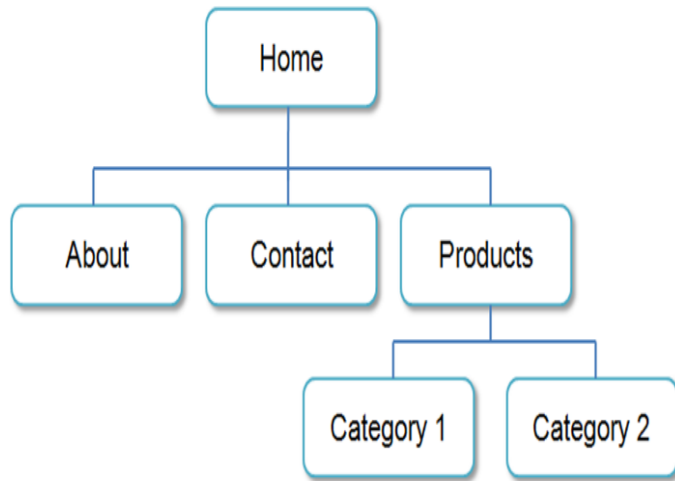 Home
About
Contact
Products
Category 1
Category 2